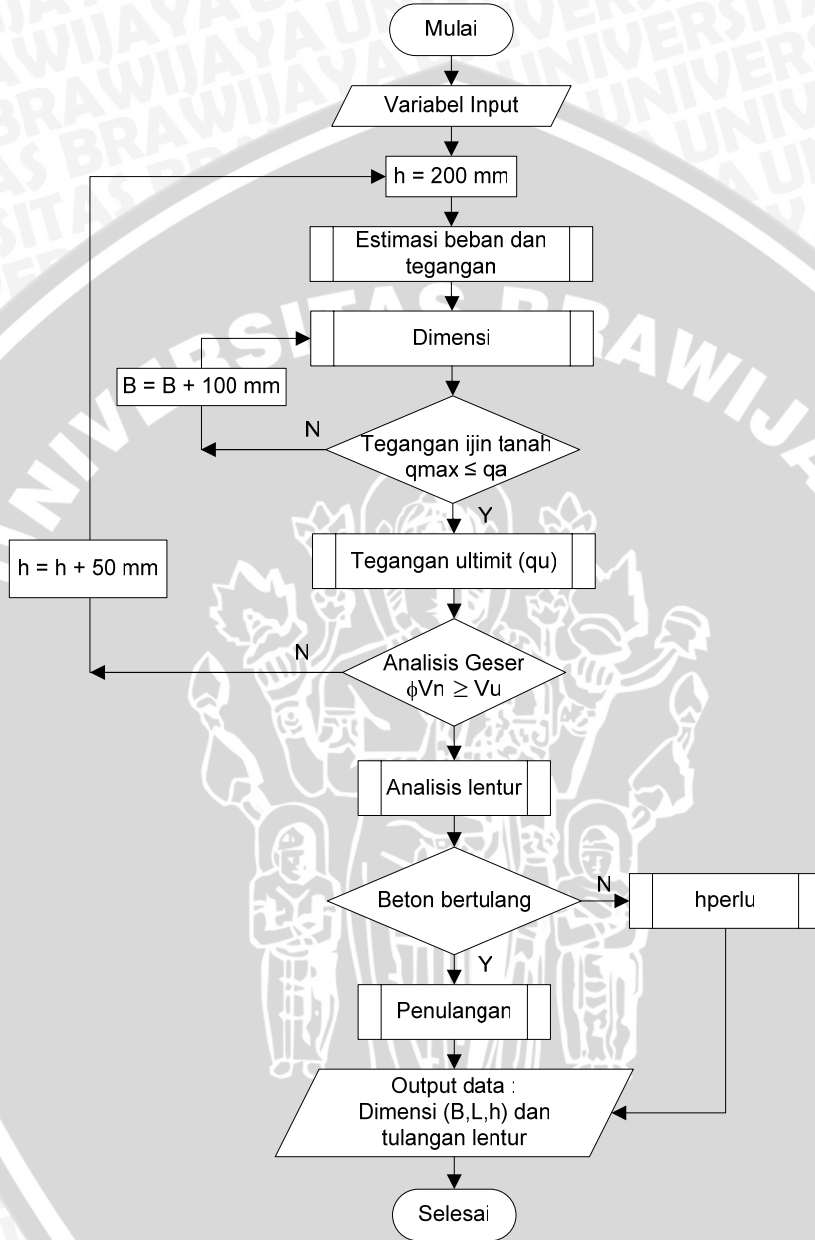 Mulai
Variabel Input
h = 200 mm
Estimasi beban dan
tegangan
Dimensi
B = B + 100 mm
N
Tegangan ijin tanah
qmax ≤ qa
Y
Tegangan ultimit (qu)
h = h + 50 mm
N
Analisis Geser
ϕVn ≥ Vu
Analisis lentur
Beton bertulang
N
hperlu
Y
Penulangan
Output data :
Dimensi (B,L,h) dan
tulangan lentur
Selesai
UNIVERSITAS BRAWIJAYA